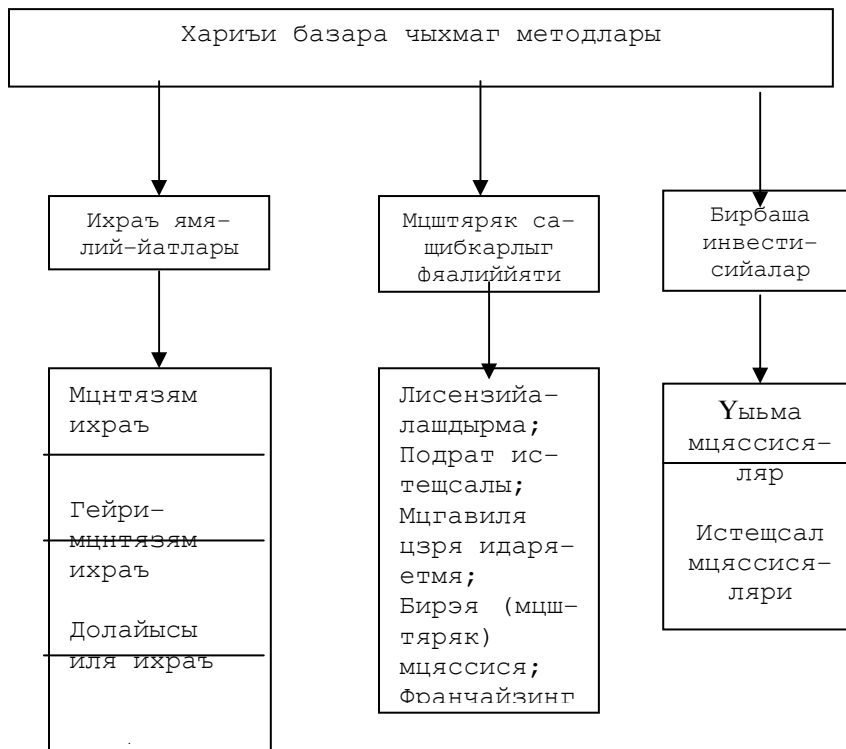 Хариъи базара чыхмаг методлары
Ихраъ ямя-
лий-йатлары
Мцштяряк са-
щибкарлыг
фяалиййяти
Бирбаша
инвести-
сийалар
Мцнтязям
ихраъ
Гейри-
мцнтязям
ихраъ
Долайысы
иля ихраъ
Лисензийа-
лашдырма;
Подрат ис-
тещсалы;
Мцгавиля
цзря идаря-
етмя;
Бирэя (мцш-
тяряк)
мцяссися;
Франчайзинг
Yыьма
мцяссися-
ляр
Истещсал
мцяссися-
ляри